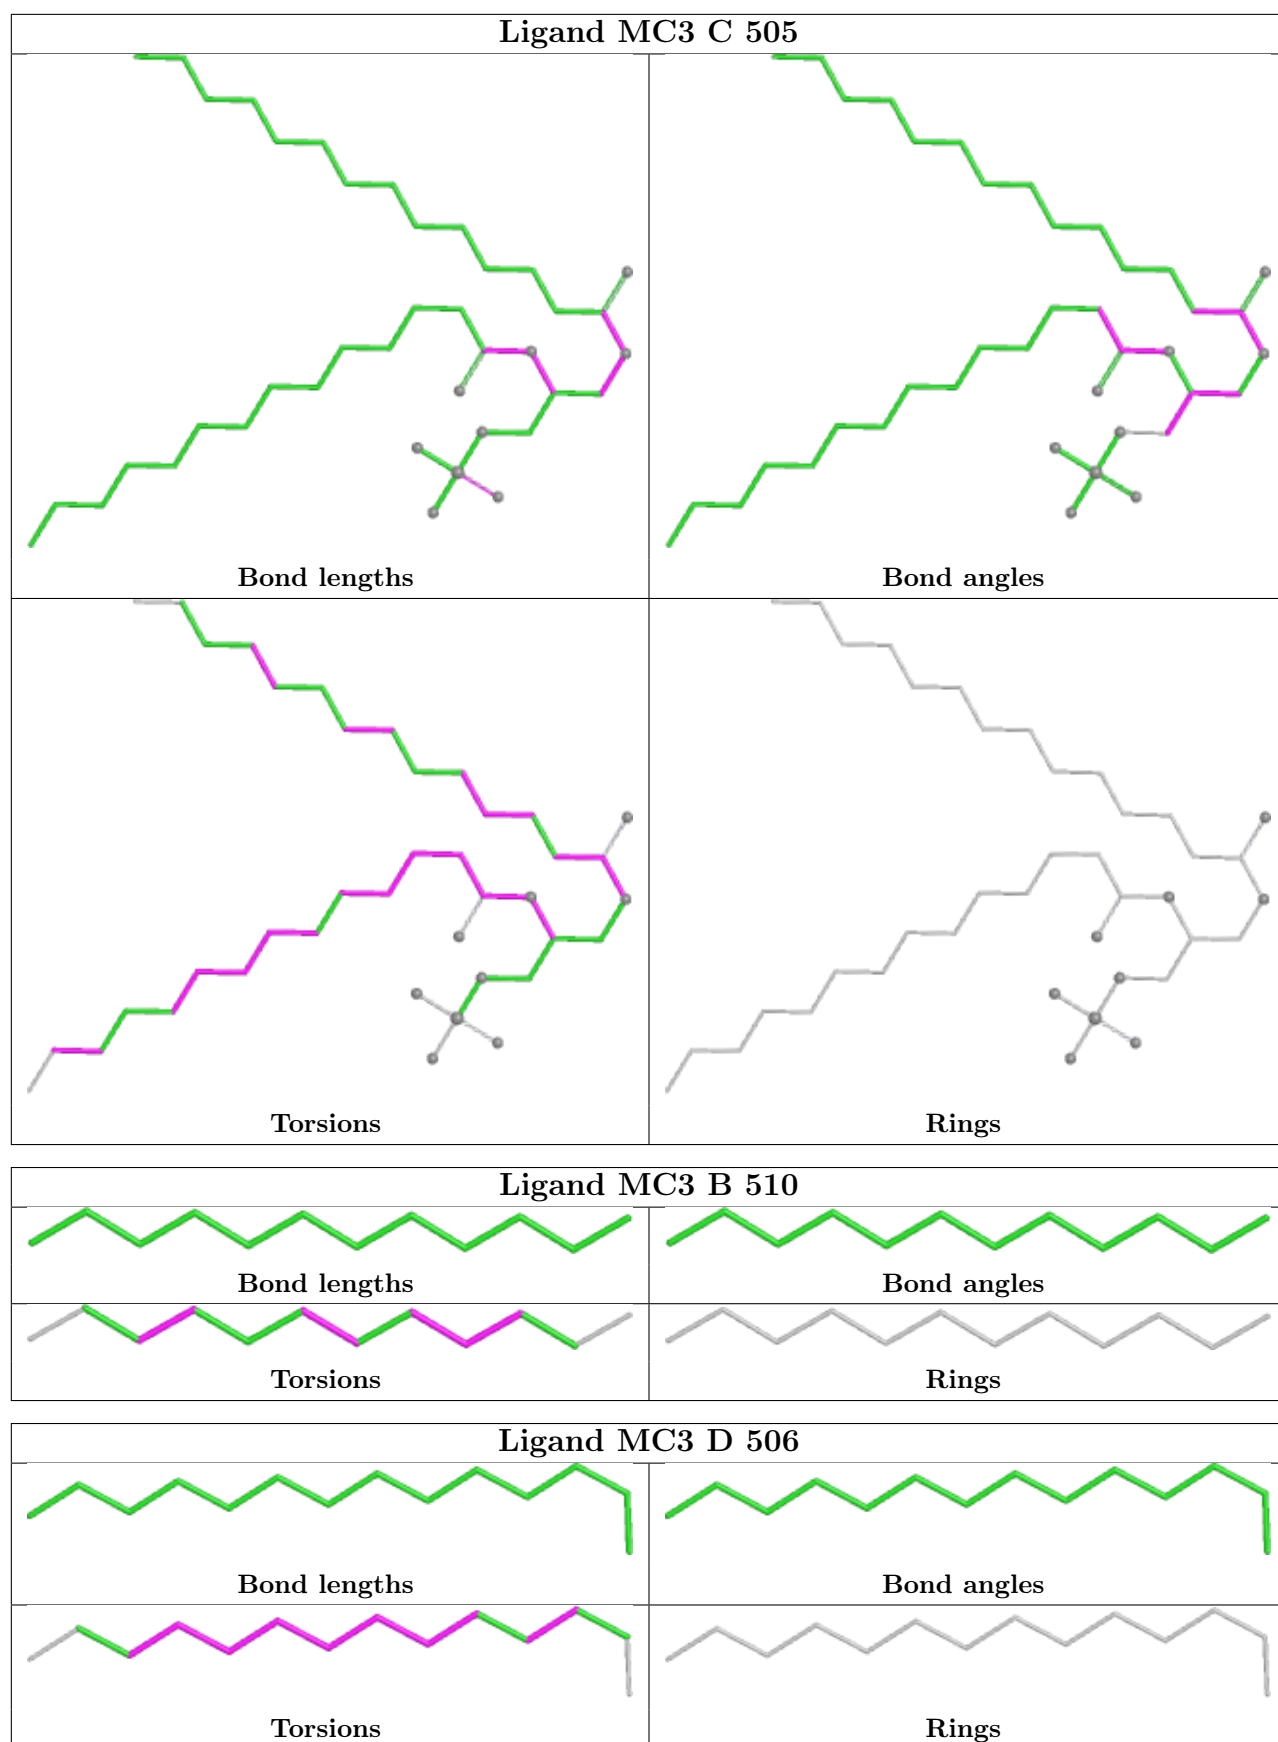 Ligand MC3 C 505
Bond lengths
Bond angles
Torsions
Rings
Ligand MC3 B 510
Bond lengths
Bond angles
Torsions
Rings
Ligand MC3 D 506
Bond lengths
Bond angles
Torsions
Rings